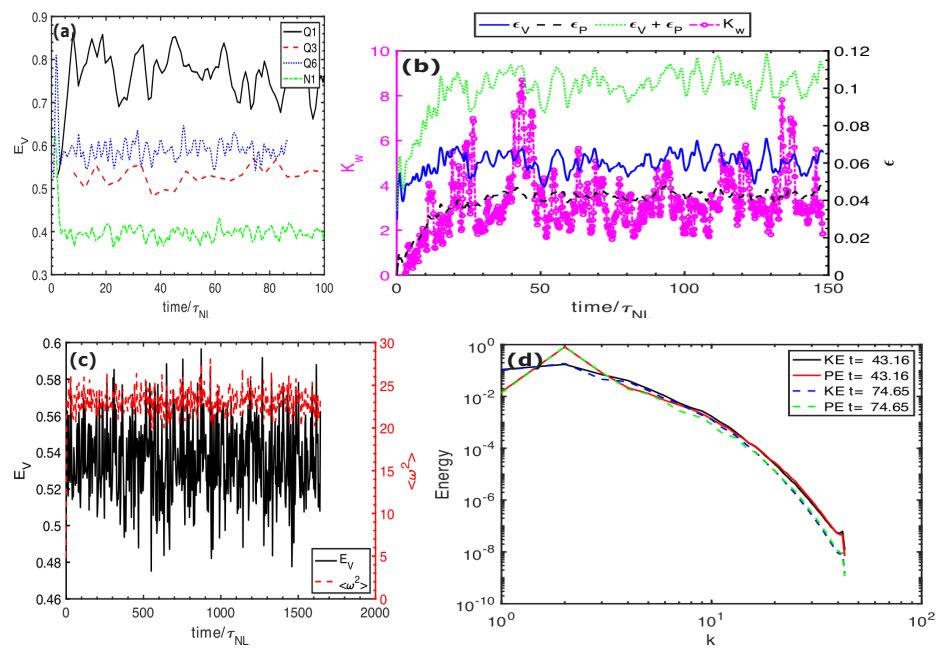 ϵ_V ϵ_P ϵ_V + ϵ_P K_w
(a)
Q1
Q3
Q6
N1
0.9
0.8
0.7
0.6
0.5
0.4
0.3
E_V
0 20 40 60 80 100
time/τ_NL
(b)
10
8
6
4
2
0
K_w
0.12
0.1
0.08
0.06
0.04
0.02
0
ϵ
0 50 100 150
time/τ_NL
(c)
0.6
0.58
0.56
0.54
0.52
0.5
0.48
0.46
E_V
30
25
20
15
10
5
0
<ω^2>
E_V
<ω^2>
0 500 1000 1500 2000
time/τ_NL
(d)
KE t= 43.16
PE t= 43.16
KE t= 74.65
PE t= 74.65
10^0
10^-2
10^-4
10^-6
10^-8
10^-10
Energy
10^0 10^1 10^2
k